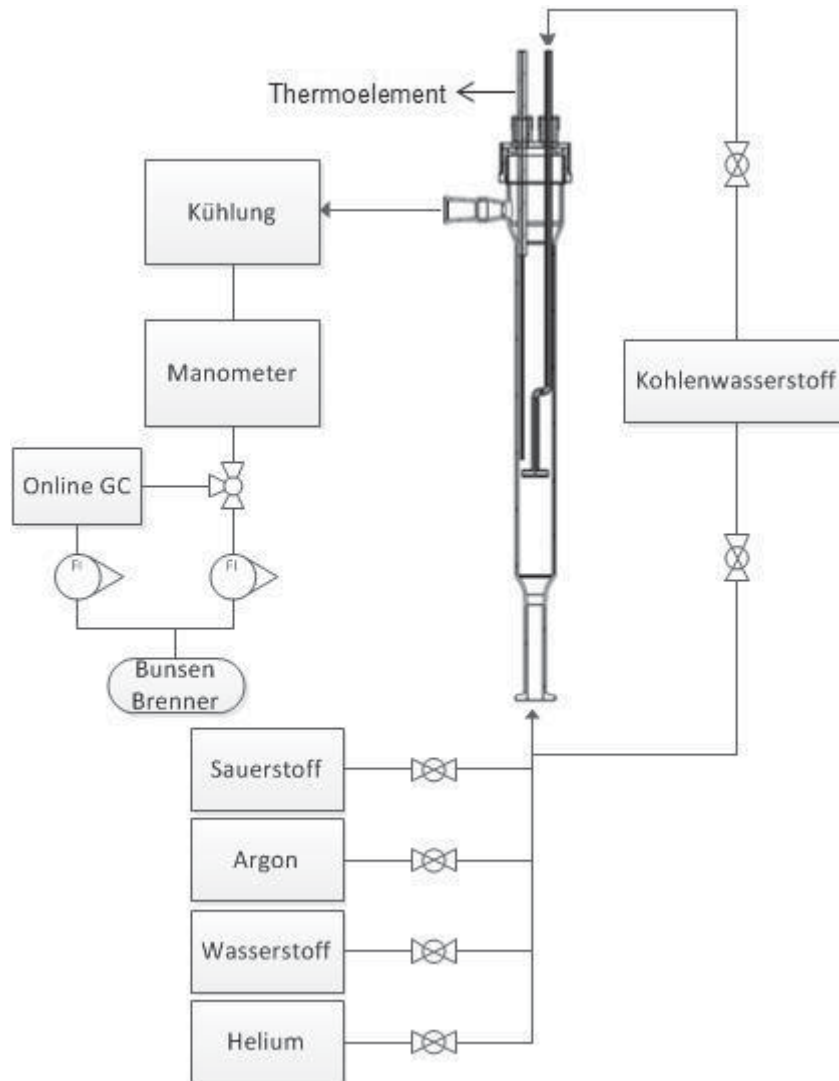 Thermoelement
Kühlung
Manometer
Kohlenwasserstoff
Online GC
FI
FI
Bunsen
Brenner
Sauerstoff
Argon
Wasserstoff
Helium